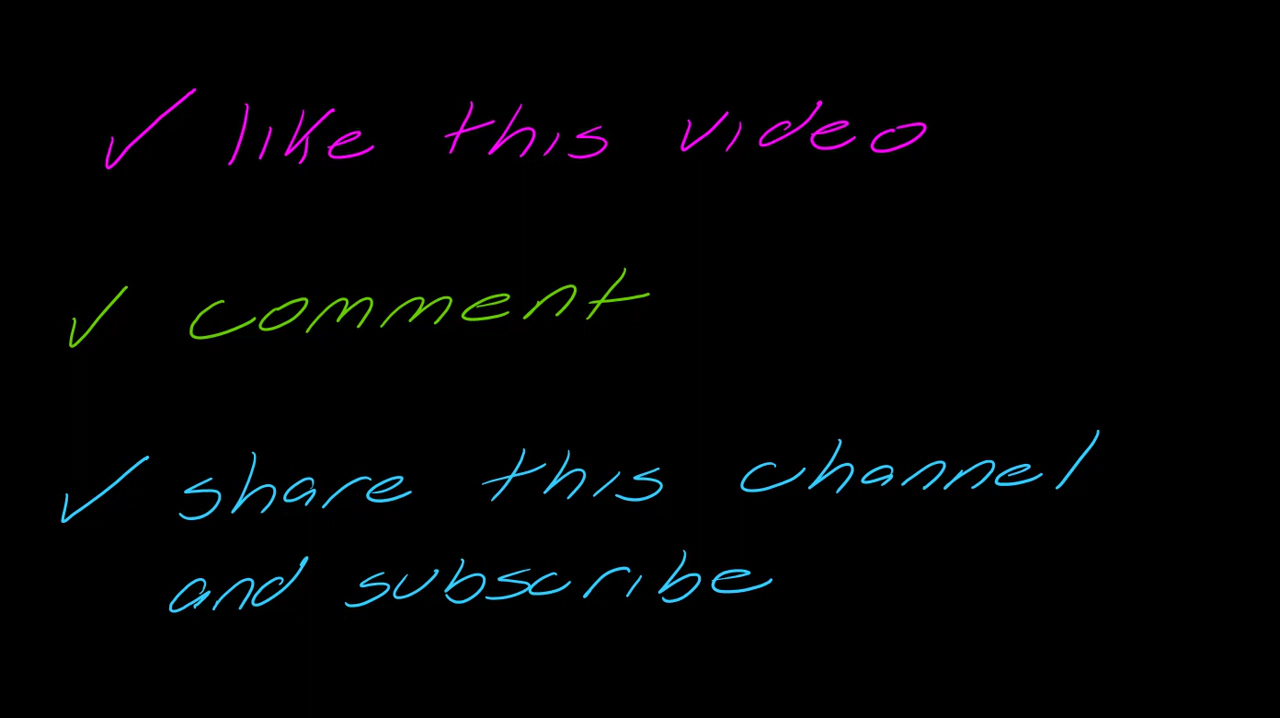 ✓ like this video
✓ comment
✓ share this channel
and subscribe